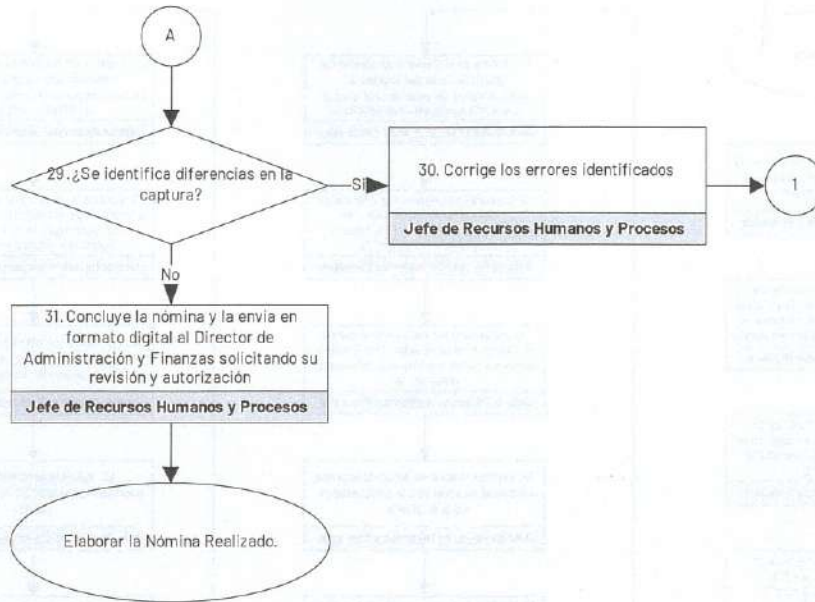 A
29. ¿Se identifica diferencias en la
captura?
SI
30. Corrige los errores identificados
Jefe de Recursos Humanos y Procesos
1
No
31. Concluye la nómina y la envía en
formato digital al Director de
Administración y Finanzas solicitando su
revisión y autorización
Jefe de Recursos Humanos y Procesos
Elaborar la Nómina Realizado.